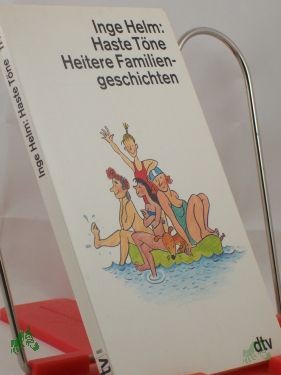 Inge Helm:
Haste Töne
Heitere Familien-
geschichten
dtv
Inge Helm: Haste Töne